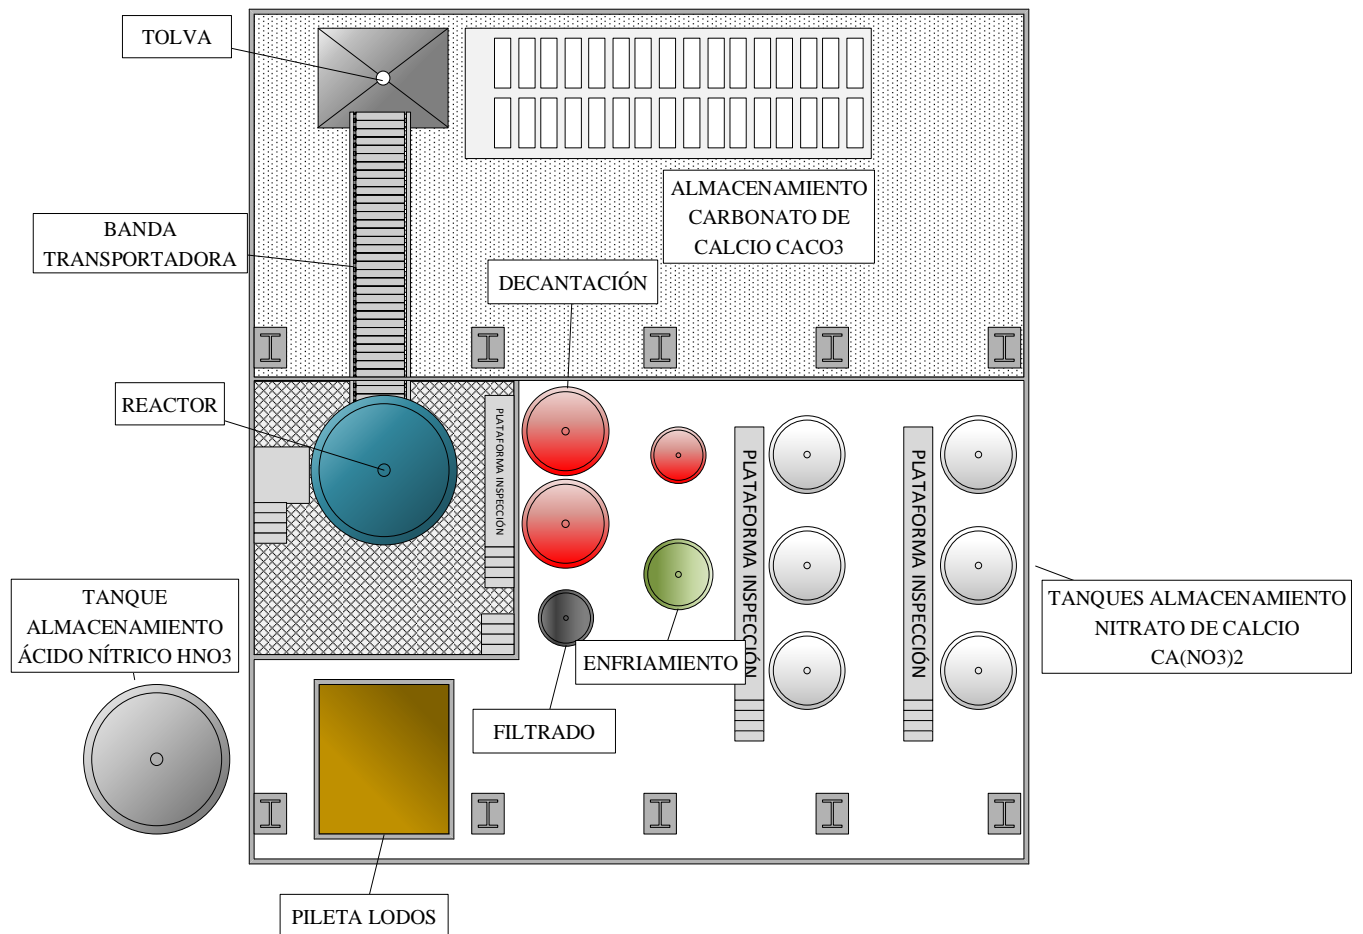 TOLVA
ALMACENAMIENTO
CARBONATO DE
CALCIO CACO3
BANDA
TRANSPORTADORA
DECANTACIÓN
REACTOR
PLATAFORMA INSPECCIÓN
PLATAFORMA INSPECCIÓN
PLATAFORMA INSPECCIÓN
TANQUE
ALMACENAMIENTO
ÁCIDO NÍTRICO HNO3
TANQUES ALMACENAMIENTO
NITRATO DE CALCIO
CA(NO3)2
ENFRIAMIENTO
FILTRADO
PILETA LODOS